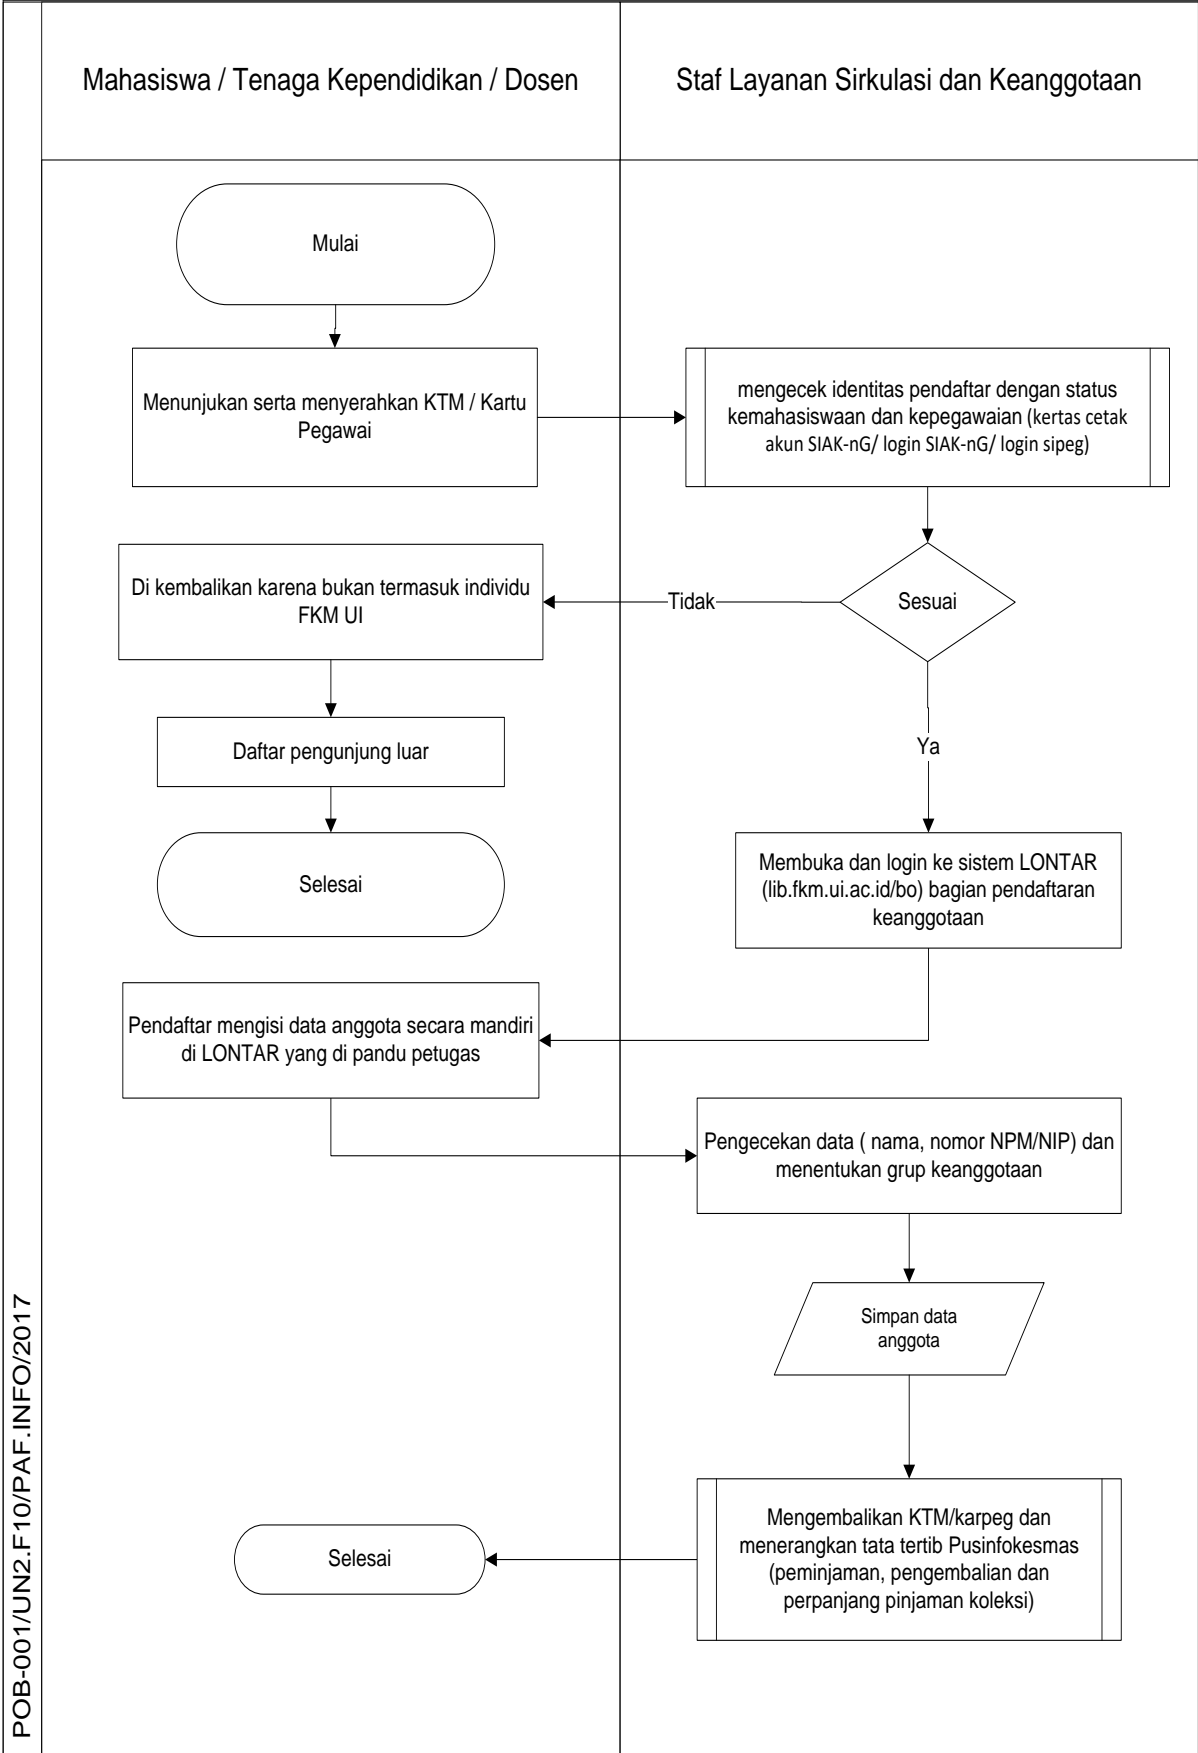 Mahasiswa / Tenaga Kependidikan / Dosen
Staf Layanan Sirkulasi dan Keanggotaan
Mulai
Menunjukan serta menyerahkan KTM / Kartu
Pegawai
mengecek identitas pendaftar dengan status
kemahasiswaan dan kepegawaian (kertas cetak
akun SIAK-nG/ login SIAK-nG/ login sipeg)
Sesuai
Tidak
Di kembalikan karena bukan termasuk individu
FKM UI
Daftar pengunjung luar
Selesai
Ya
Membuka dan login ke sistem LONTAR
(lib.fkm.ui.ac.id/bo) bagian pendaftaran
keanggotaan
Pendaftar mengisi data anggota secara mandiri
di LONTAR yang di pandu petugas
Pengecekan data ( nama, nomor NPM/NIP) dan
menentukan grup keanggotaan
Simpan data
anggota
Mengembalikan KTM/karpeg dan
menerangkan tata tertib Pusinfokesmas
(peminjaman, pengembalian dan
perpanjang pinjaman koleksi)
Selesai
POB-001/UN2.F10/PAF.INFO/2017